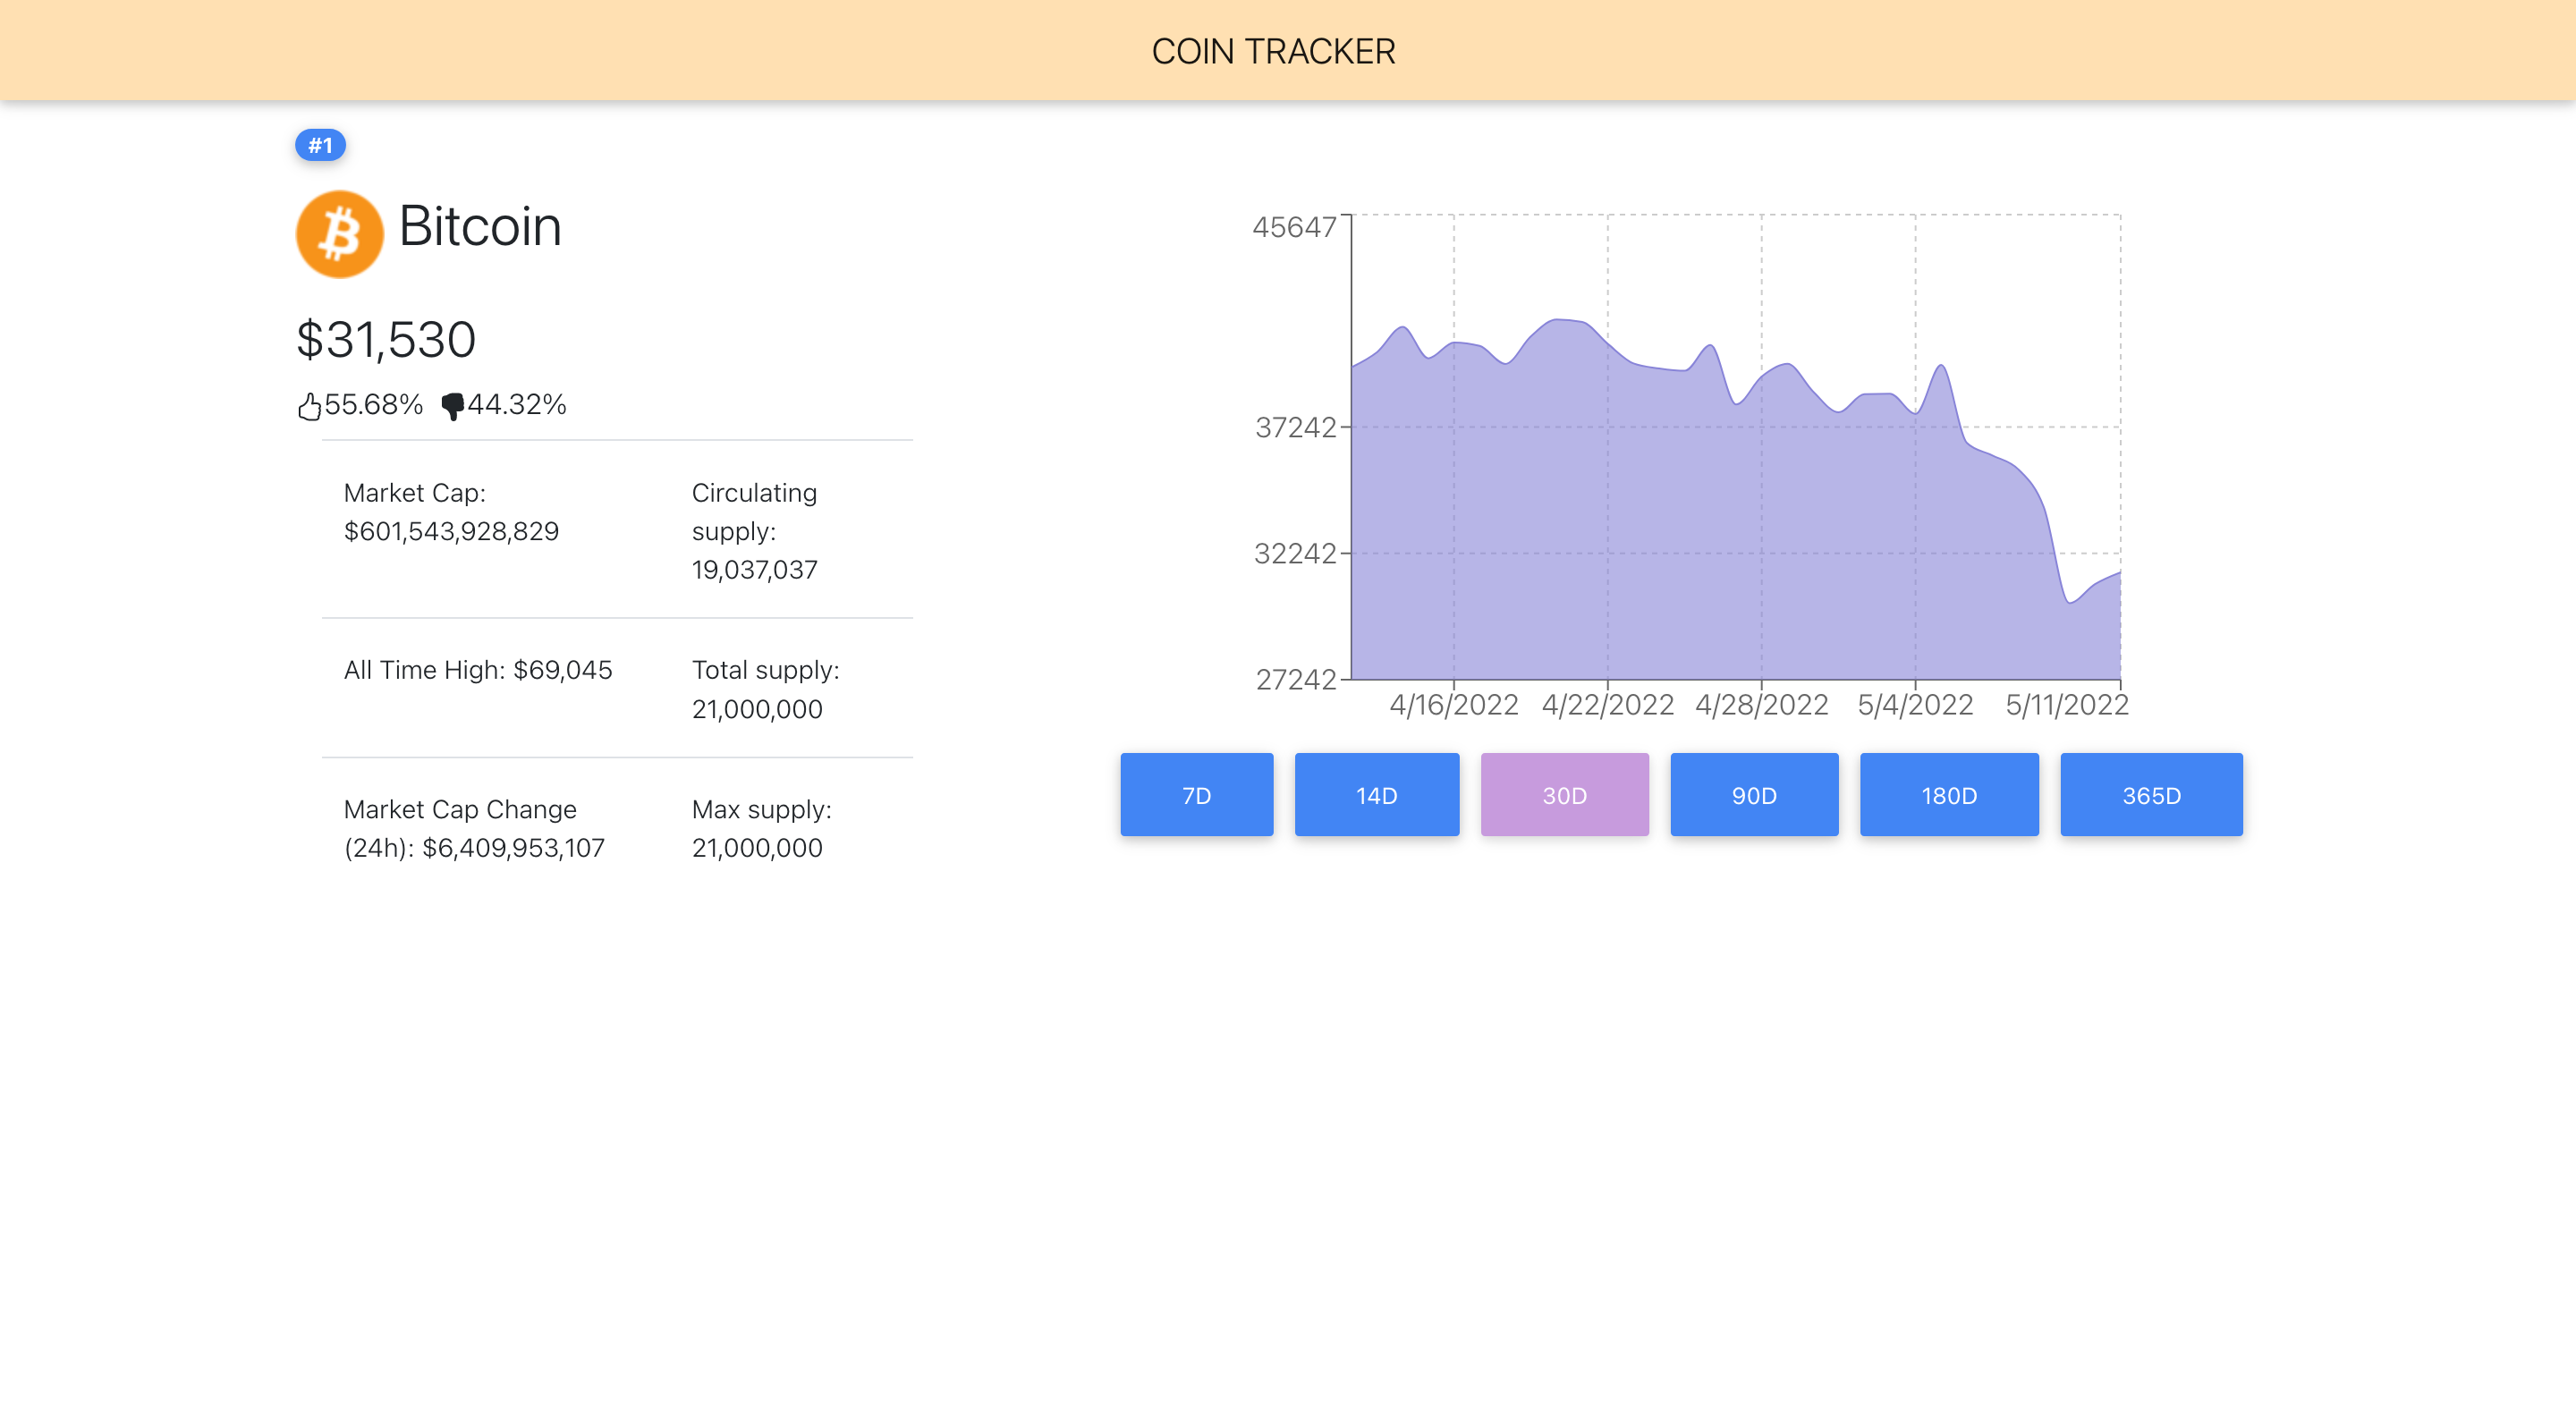 COIN TRACKER
#1
Bitcoin
$31,530
55.68% 44.32%
Market Cap:
$601,543,928,829
Circulating
supply:
19,037,037
All Time High: $69,045
Total supply:
21,000,000
Market Cap Change
(24h): $6,409,953,107
Max supply:
21,000,000
45647
37242
32242
27242
4/16/2022 4/22/2022 4/28/2022 5/4/2022 5/11/2022
7D 14D 30D 90D 180D 365D